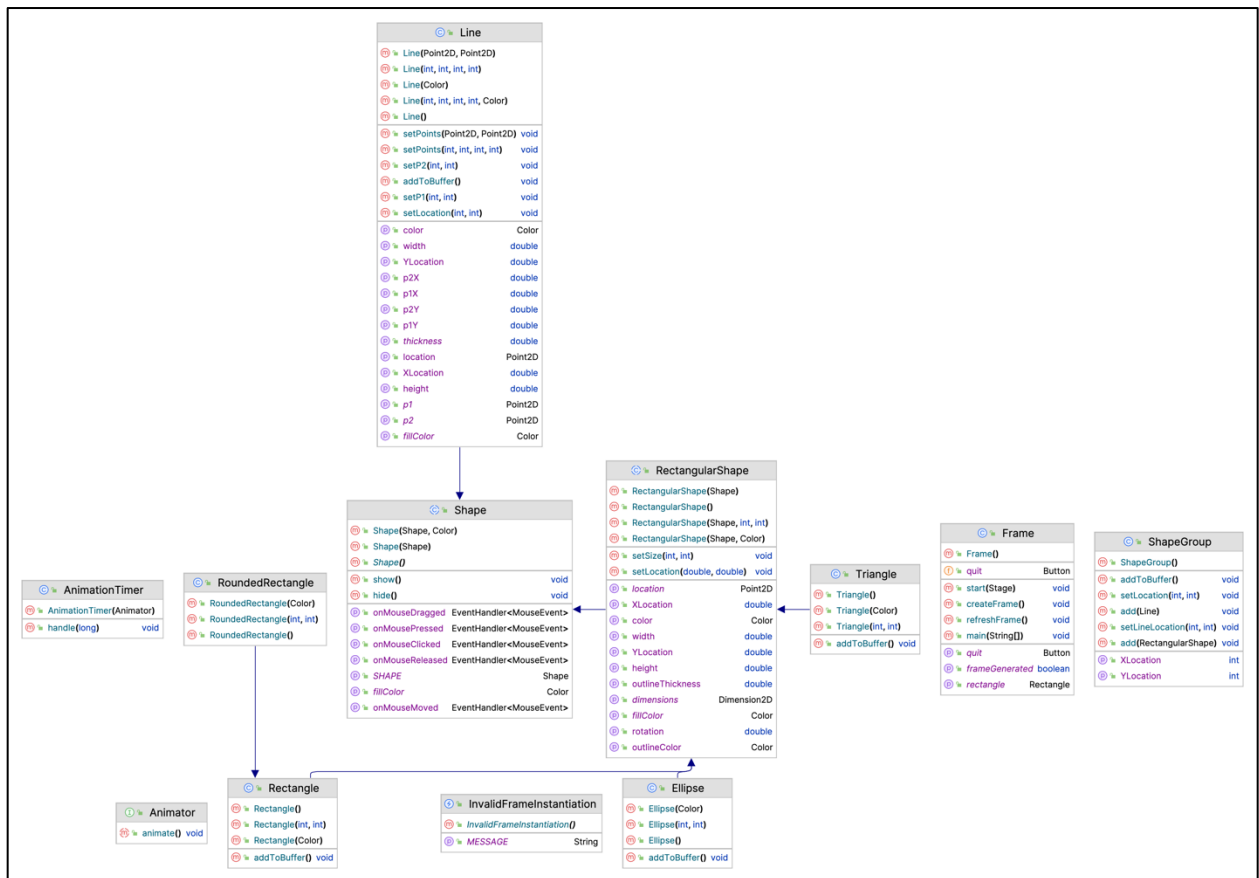 Line
Line(Point2D, Point2D)
Line(int, int, int, int)
Line(Color)
Line(int, int, int, int, Color)
Line()
setPoints(Point2D, Point2D) void
setPoints(int, int, int, int) void
setP2(int, int) void
addToBuffer() void
setP1(int, int) void
setLocation(int, int) void
color Color
width double
YLocation double
p2X double
p1X double
p2Y double
p1Y double
thickness double
location Point2D
XLocation double
height double
p1 Point2D
p2 Point2D
fillColor Color
RectangularShape
RectangularShape(Shape)
RectangularShape()
RectangularShape(Shape, int, int)
RectangularShape(Shape, Color)
setSize(int, int) void
setLocation(double, double) void
location Point2D
XLocation double
color Color
width double
YLocation double
height double
outlineThickness double
dimensions Dimension2D
fillColor Color
rotation double
outlineColor Color
Shape
Shape(Shape, Color)
Shape(Shape)
Shape()
show() void
hide() void
onMouseDragged EventHandler<MouseEvent>
onMousePressed EventHandler<MouseEvent>
onMouseClicked EventHandler<MouseEvent>
onMouseReleased EventHandler<MouseEvent>
SHAPE Shape
fillColor Color
onMouseMoved EventHandler<MouseEvent>
Frame
Frame()
quit Button
start(Stage) void
createFrame() void
refreshFrame() void
main(String[]) void
quit Button
frameGenerated boolean
rectangle Rectangle
ShapeGroup
ShapeGroup()
addToBuffer() void
setLocation(int, int) void
add(Line) void
setLineLocation(int, int) void
add(RectangularShape) void
XLocation int
YLocation int
AnimationTimer
AnimationTimer(Animator)
handle(long) void
RoundedRectangle
RoundedRectangle(Color)
RoundedRectangle(int, int)
RoundedRectangle()
Triangle
Triangle()
Triangle(Color)
Triangle(int, int)
addToBuffer() void
Animator
animate() void
Rectangle
Rectangle()
Rectangle(int, int)
Rectangle(Color)
addToBuffer() void
InvalidFrameInstantiation
InvalidFrameInstantiation()
MESSAGE String
Ellipse
Ellipse(Color)
Ellipse(int, int)
Ellipse()
addToBuffer() void